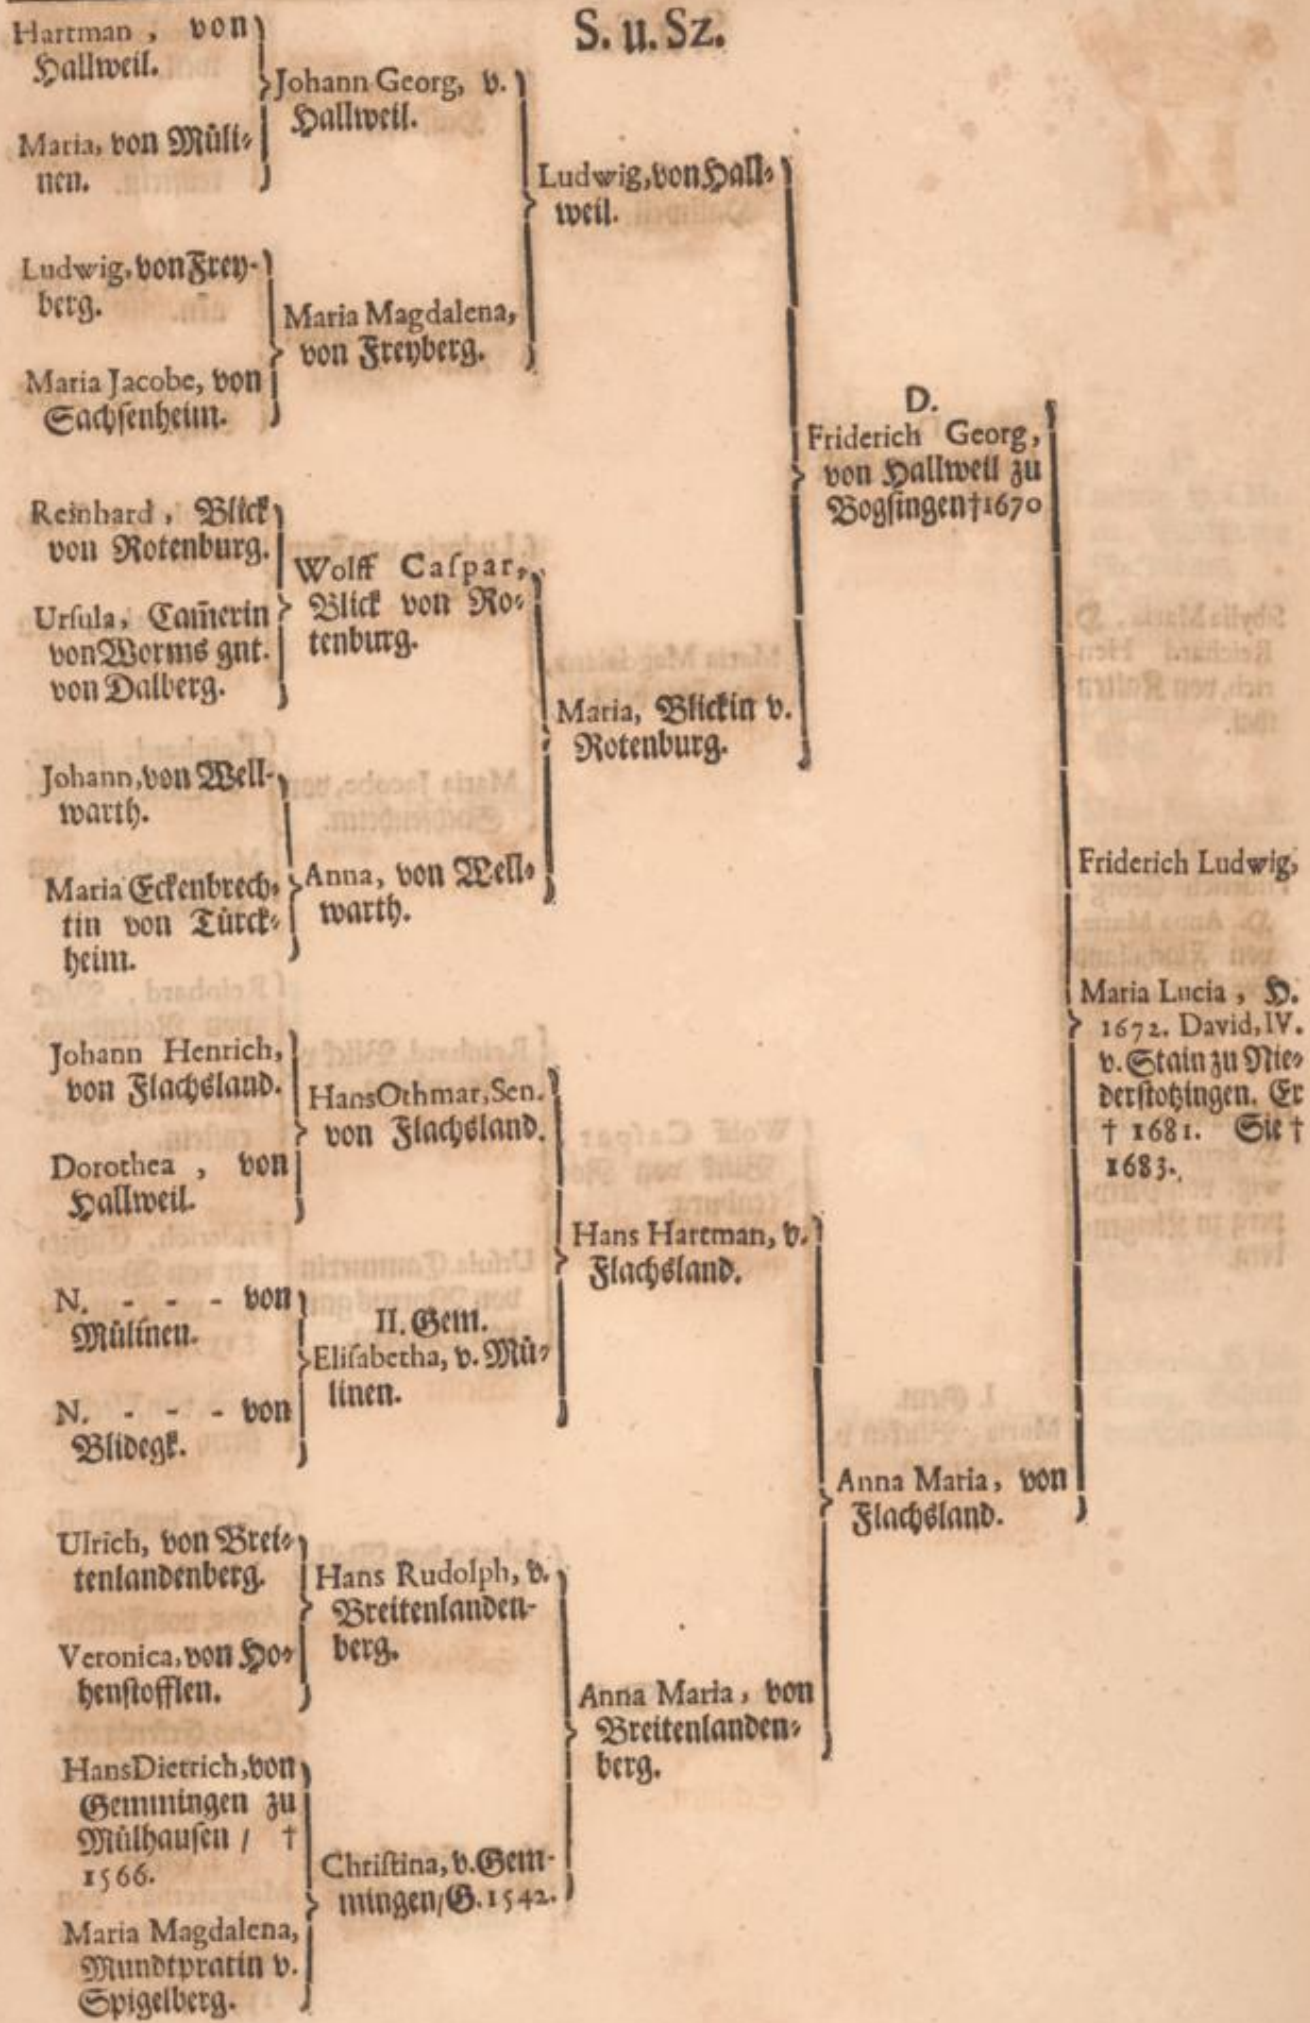 S. u. Sz.
Hartman, von
Hallweil.
Maria, von Müli-
nen.
Ludwig, von Frey-
berg.
Maria Jacobe, von
Sachsenheim.
Reinhard, Blick
von Rotenburg.
Ursula, Cam̄erin
von Worms gnt.
von Dalberg.
Johann, von Well-
warth.
Maria Eckenbrech-
tin von Türck-
heim.
Johann Henrich,
von Flachsland.
Dorothea, von
Hallweil.
N. - - - von
Mülinen.
N. - - - von
Blidegk.
Ulrich, von Brei-
tenlandenberg.
Veronica, von Ho-
henstofflen.
Hans Dietrich, von
Gemmingen zu
Mülhausen / †
1566.
Maria Magdalena,
Mundtpratin v.
Spigelberg.
Johann Georg, v.
Hallweil.
Maria Magdalena,
von Freyberg.
Wolff Caspar,
Blick von Ro-
tenburg.
Anna, von Well-
warth.
Hans Othmar, Sen.
von Flachsland.
II. Gem.
Elisabetha, v. Mü-
linen.
Hans Rudolph, v.
Breitenlanden-
berg.
Christina, v. Gem-
mingen / G. 1542.
Ludwig, von Hall-
weil.
Maria, Blickin v.
Rotenburg.
Hans Hartman, v.
Flachsland.
Anna Maria, von
Breitenlanden-
berg.
D.
Friderich Georg,
von Hallweil zu
Bogsingen † 1670
Anna Maria, von
Flachsland.
Friderich Ludwig,
Maria Lucia, H.
1672. David, IV.
v. Stain zu Nie-
derstotzingen. Er
† 1681. Sie †
1683.